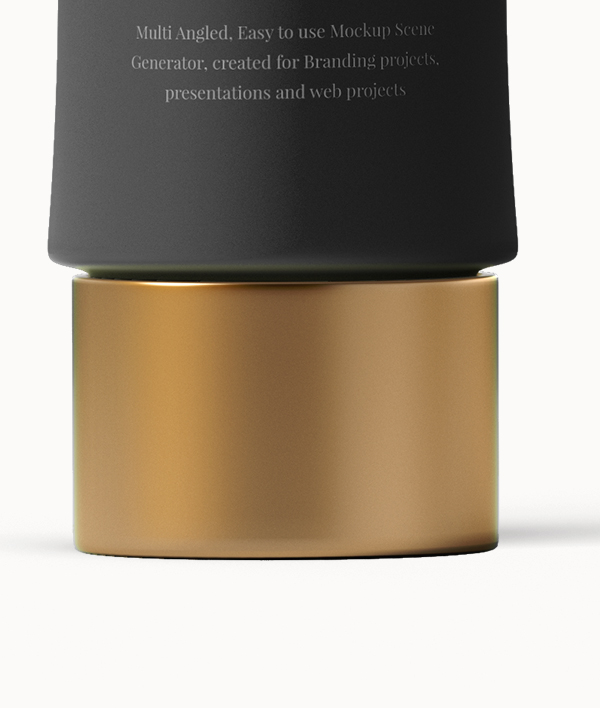 Multi Angled, Easy to use Mockup Scene
Generator, created for Branding projects,
presentations and web projects